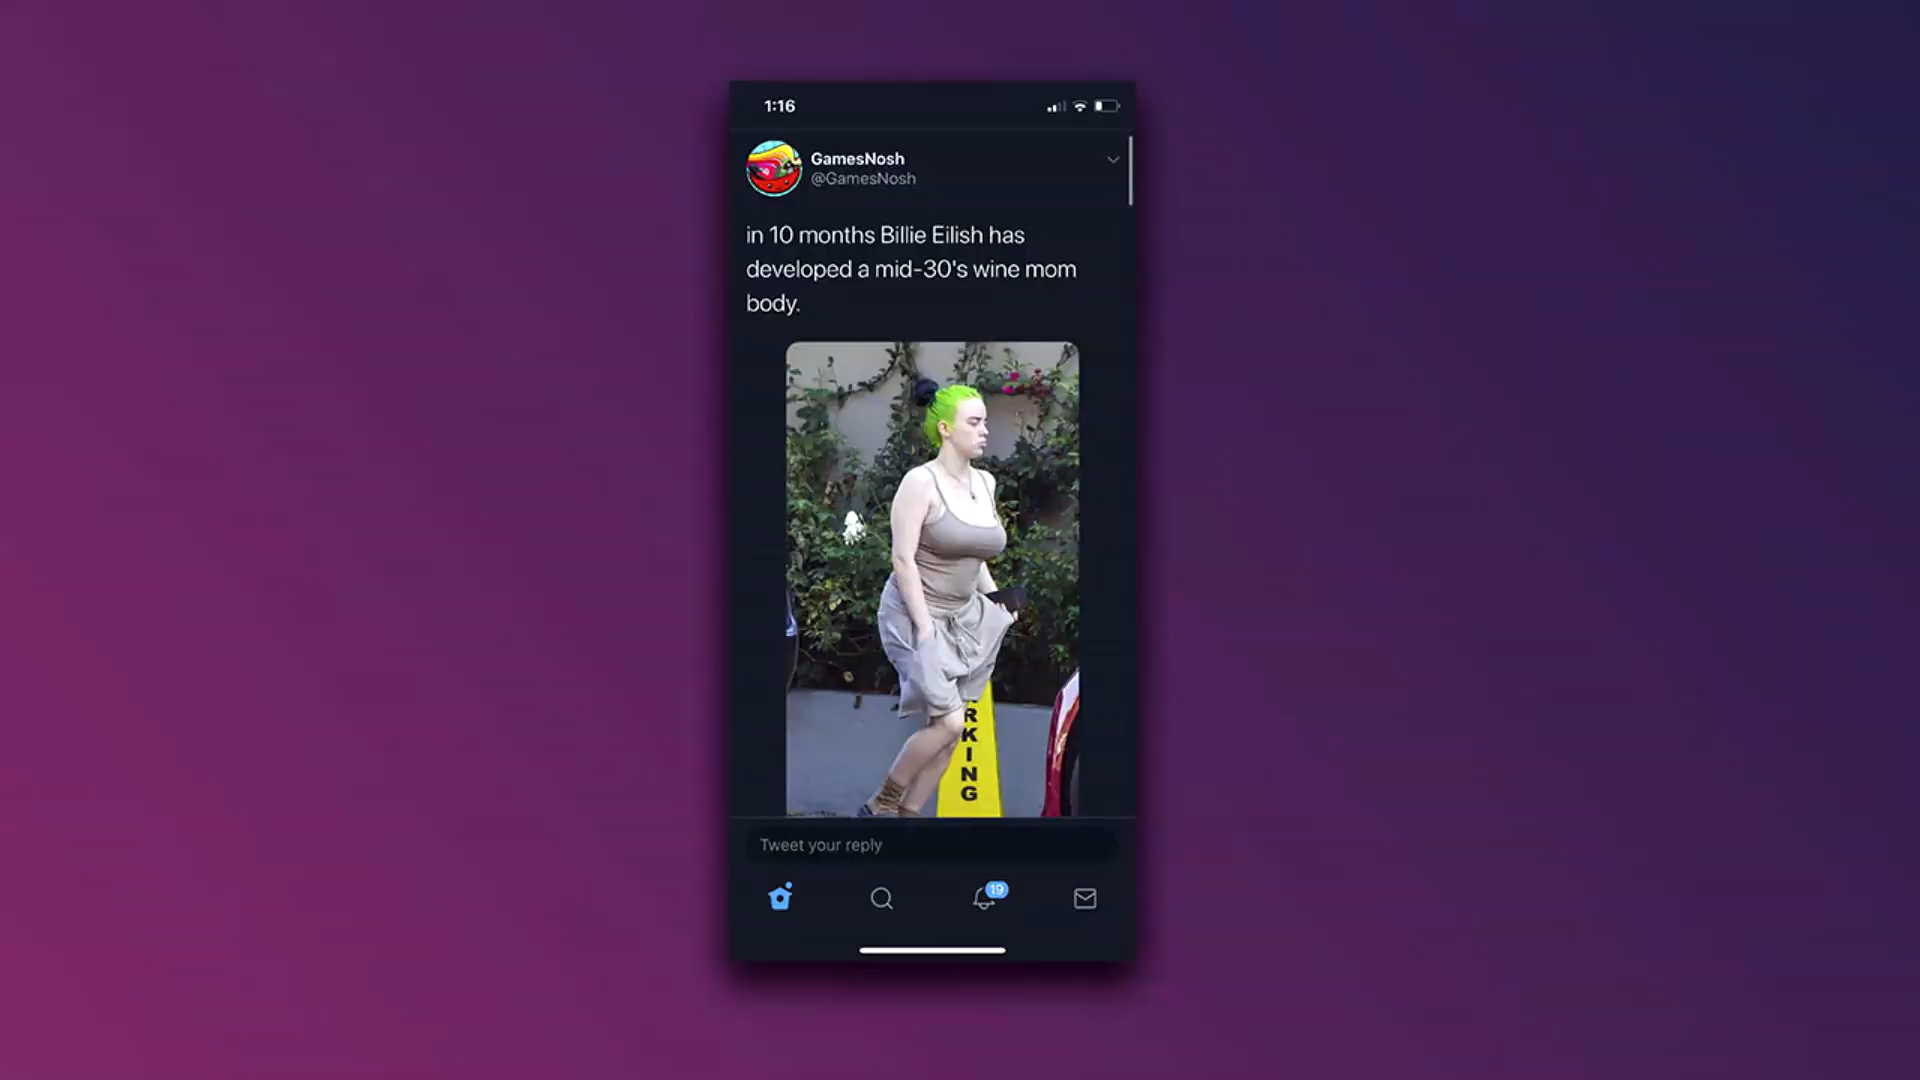 1:16
GamesNosh
@GamesNosh
in 10 months Billie Eilish has
developed a mid-30's wine mom
body.
RKING
Tweet your reply
19